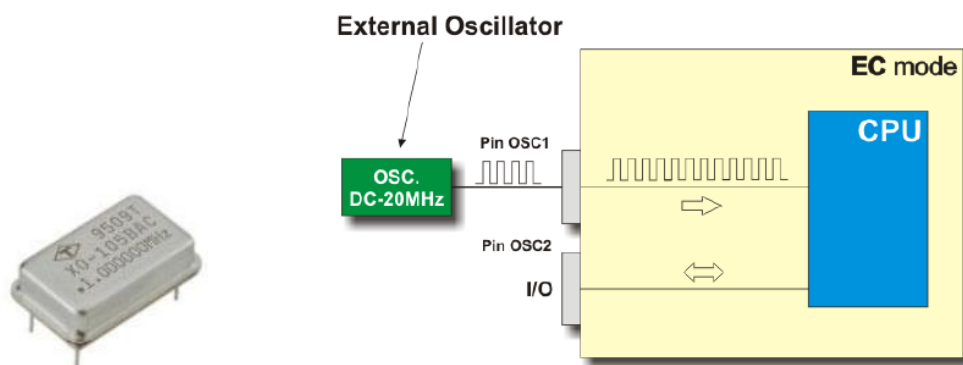 External Oscillator
EC mode
CPU
Pin OSC1
OSC.
DC-20MHz
Pin OSC2
I/O
9509T
XO-105BAC
.1.000000MHz